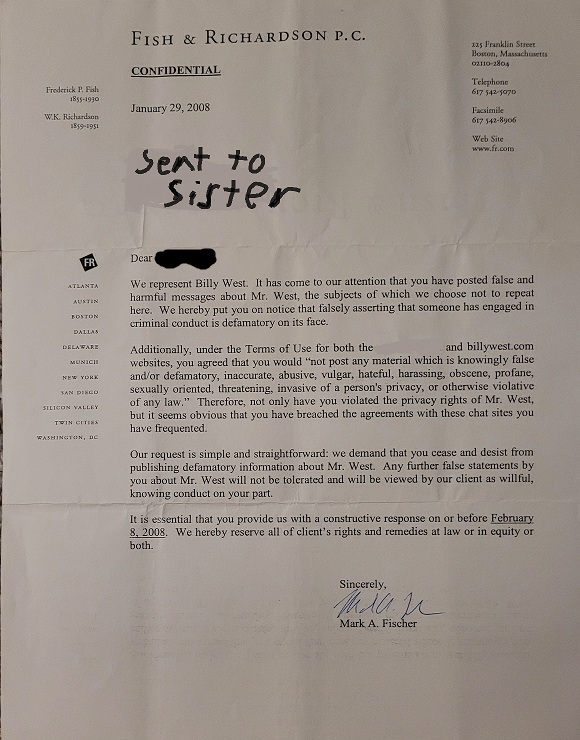 FISH & RICHARDSON P.C.
CONFIDENTIAL
January 29, 2008
Frederick P. Fish
1855-1930
W.K. Richardson
1859-1951
225 Franklin Street
Boston, Massachusetts
02110-2804
Telephone
617 542-5070
Facsimile
617 542-8906
Web Site
www.fr.com
Sent to
Sister
FR
ATLANTA
AUSTIN
BOSTON
DALLAS
DELAWARE
MUNICH
NEW YORK
SAN DIEGO
SILICON VALLEY
TWIN CITIES
WASHINGTON, DC
Dear
We represent Billy West. It has come to our attention that you have posted false and
harmful messages about Mr. West, the subjects of which we choose not to repeat
here. We hereby put you on notice that falsely asserting that someone has engaged in
criminal conduct is defamatory on its face.
Additionally, under the Terms of Use for both the and billywest.com
websites, you agreed that you would “not post any material which is knowingly false
and/or defamatory, inaccurate, abusive, vulgar, hateful, harassing, obscene, profane,
sexually oriented, threatening, invasive of a person's privacy, or otherwise violative
of any law.” Therefore, not only have you violated the privacy rights of Mr. West,
but it seems obvious that you have breached the agreements with these chat sites you
have frequented.
Our request is simple and straightforward: we demand that you cease and desist from
publishing defamatory information about Mr. West. Any further false statements by
you about Mr. West will not be tolerated and will be viewed by our client as willful,
knowing conduct on your part.
It is essential that you provide us with a constructive response on or before February
8, 2008. We hereby reserve all of client's rights and remedies at law or in equity or
both.
Sincerely,
Mark A. Fischer